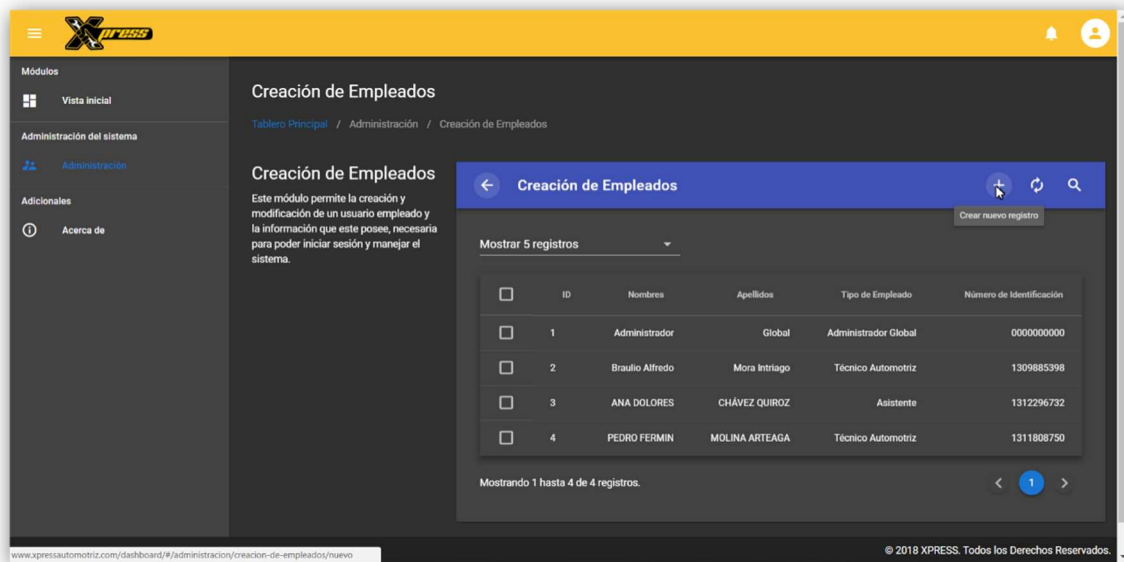 Xpress
Módulos
Vista inicial
Administración del sistema
Administración
Adicionales
Acerca de
Creación de Empleados
Tablero Principal / Administración / Creación de Empleados
Creación de Empleados
Este módulo permite la creación y
modificación de un usuario empleado y
la información que este posee, necesaria
para poder iniciar sesión y manejar el
sistema.
Creación de Empleados
Crear nuevo registro
Mostrar 5 registros
ID Nombres Apellidos Tipo de Empleado Número de Identificación
1 Administrador Global Administrador Global 0000000000
2 Braulio Alfredo Mora Intriago Técnico Automotriz 1309885398
3 ANA DOLORES CHÁVEZ QUIROZ Asistente 1312296732
4 PEDRO FERMIN MOLINA ARTEAGA Técnico Automotriz 1311808750
Mostrando 1 hasta 4 de 4 registros.
1
© 2018 XPRESS. Todos los Derechos Reservados.
www.xpressautomotriz.com/dashboard/#/administracion/creacion-de-empleados/nuevo